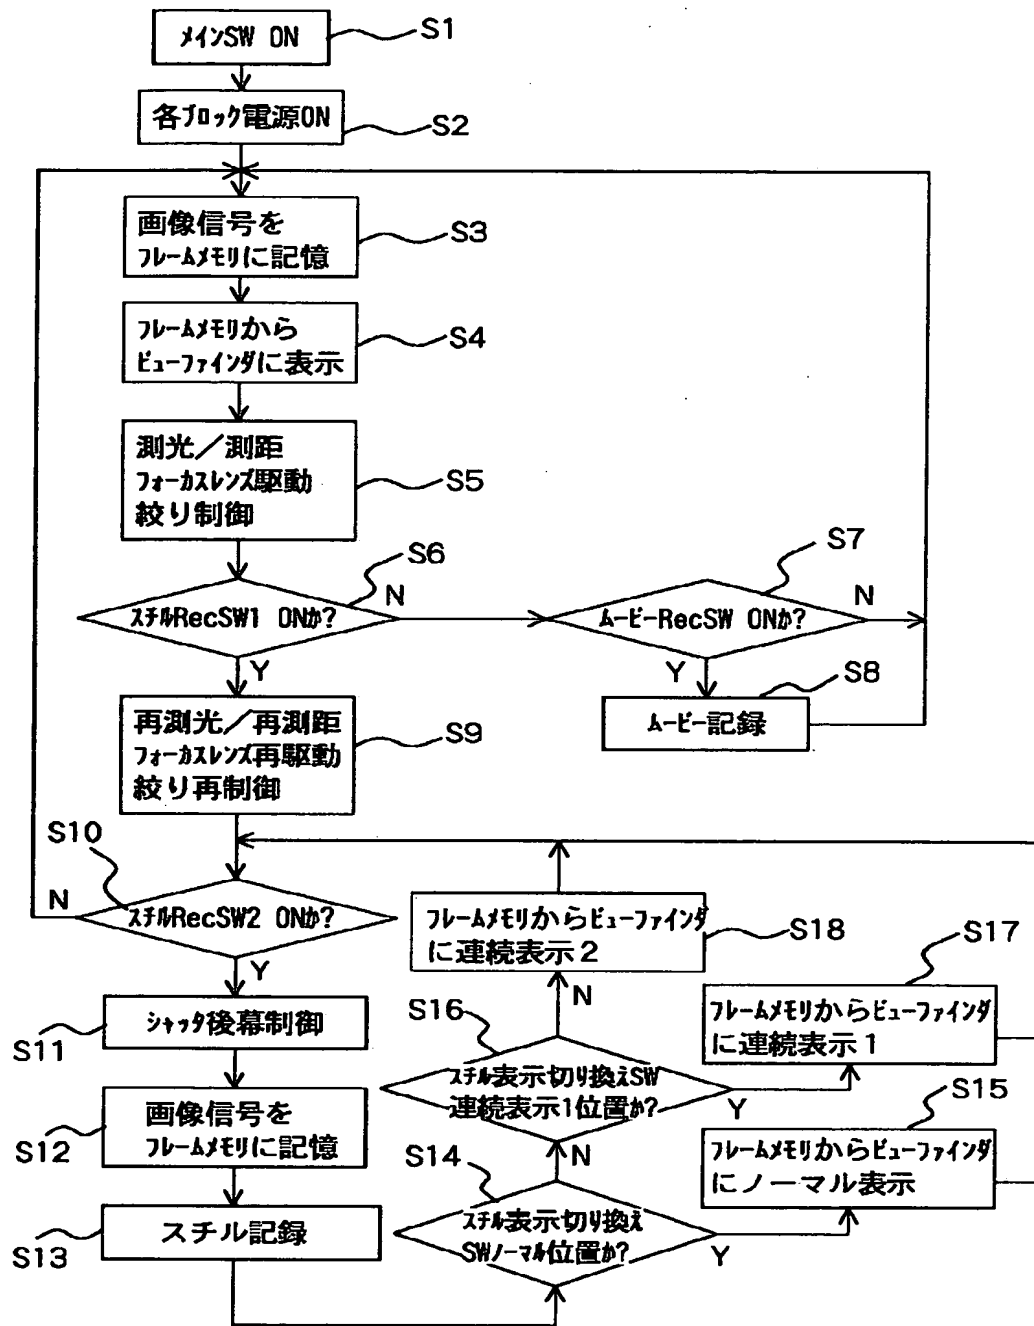 ﾒｲﾝSW ON
S1
各ﾌﾞﾛｯｸ電源ON
S2
画像信号を
ﾌﾚｰﾑﾒﾓﾘに記憶
S3
ﾌﾚｰﾑﾒﾓﾘから
ﾋﾞｭｰﾌｧｲﾝﾀﾞに表示
S4
測光／測距
ﾌｫｰｶｽﾚﾝｽﾞ駆動
絞り制御
S5
S6
ｽﾁﾙRecSW1 ONか?
N
Y
S7
ﾑｰﾋﾞｰRecSW ONか?
N
Y
S8
ﾑｰﾋﾞｰ記録
再測光／再測距
ﾌｫｰｶｽﾚﾝｽﾞ再駆動
絞り再制御
S9
S10
N
ｽﾁﾙRecSW2 ONか?
Y
ｼｬｯﾀ後幕制御
S11
画像信号を
ﾌﾚｰﾑﾒﾓﾘに記憶
S12
スチル記録
S13
S14
ｽﾁﾙ表示切り換え
SWﾉｰﾏﾙ位置か?
N
Y
S15
ﾌﾚｰﾑﾒﾓﾘからﾋﾞｭｰﾌｧｲﾝﾀﾞ
にノーマル表示
S16
ｽﾁﾙ表示切り換えSW
連続表示1位置か?
N
Y
S17
ﾌﾚｰﾑﾒﾓﾘからﾋﾞｭｰﾌｧｲﾝﾀﾞ
に連続表示1
ﾌﾚｰﾑﾒﾓﾘからﾋﾞｭｰﾌｧｲﾝﾀﾞ
に連続表示2
S18